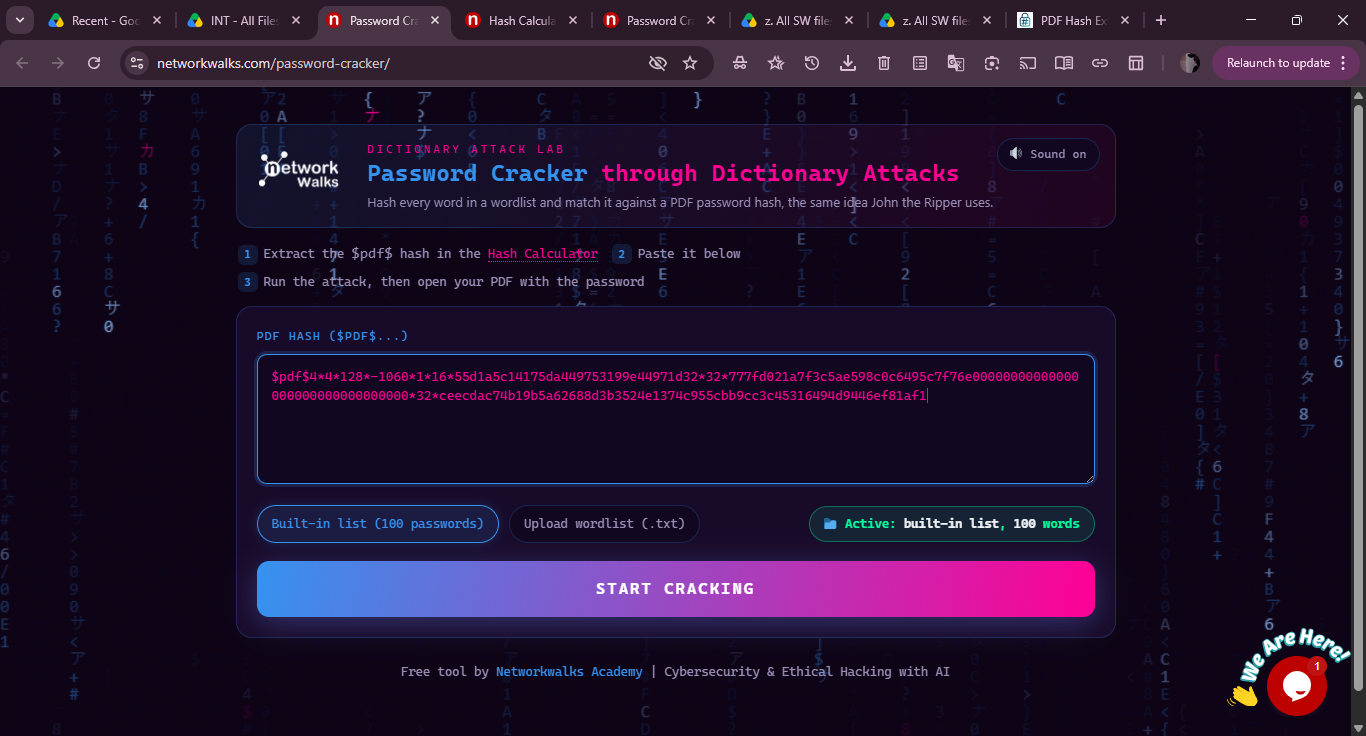 Recent - Goo
INT - All Files
Password Cra
Hash Calcula
Password Cra
z. All SW files
z. All SW files
PDF Hash Ex
networkwalks.com/password-cracker/
Relaunch to update
network
Walks
DICTIONARY ATTACK LAB
Sound on
Password Cracker through Dictionary Attacks
Hash every word in a wordlist and match it against a PDF password hash, the same idea John the Ripper uses.
1 Extract the $pdf$ hash in the Hash Calculator 2 Paste it below
3 Run the attack, then open your PDF with the password
PDF HASH ($PDF$...)
$pdf$4*4*128*-1060*1*16*55d1a5c14175da449753199e44971d32*32*777fd021a7f3c5ae598c0c6495c7f76e00000000000000
000000000000000000*32*ceecdac74b19b5a62688d3b3524e1374c955cbb9cc3c45316494d9446ef81af1
Built-in list (100 passwords)
Upload wordlist (.txt)
Active: built-in list, 100 words
START CRACKING
Free tool by Networkwalks Academy | Cybersecurity & Ethical Hacking with AI
We Are Here!
1